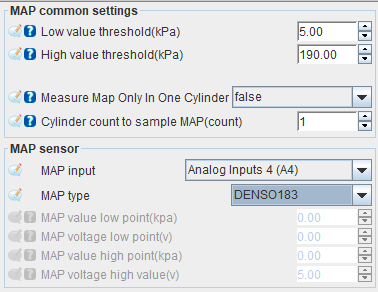 MAP common settings
Low value threshold(kPa) 5.00
High value threshold(kPa) 190.00
Measure Map Only In One Cylinder false
Cylinder count to sample MAP(count) 1
MAP sensor
MAP input Analog Inputs 4 (A4)
MAP type DENSO183
MAP value low point(kpa) 0.00
MAP voltage low point(v) 0.00
MAP value high point(kpa) 0.00
MAP voltage high value(v) 5.00